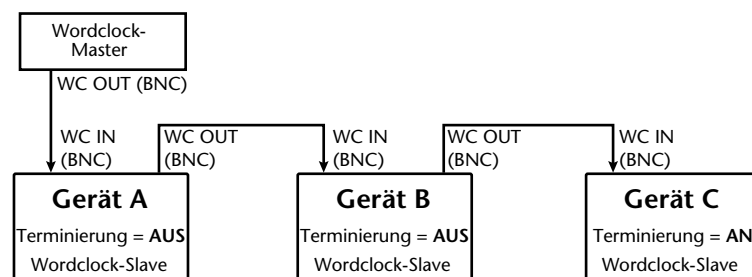 Wordclock-
Master
WC OUT (BNC)
WC IN
(BNC)
WC OUT
(BNC)
WC IN
(BNC)
WC OUT
(BNC)
WC IN
(BNC)
Gerät A
Terminierung = AUS
Wordclock-Slave
Gerät B
Terminierung = AUS
Wordclock-Slave
Gerät C
Terminierung = AN
Wordclock-Slave